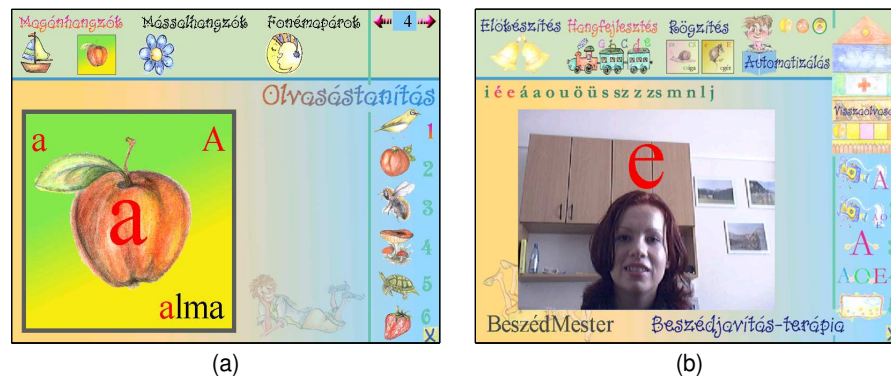 Magánhangzók Mássalhangzók Fonémapárok 4
Olvasástanítás
a A
a
alma
1
2
3
4
5
6
(a)
Előkészítés Hangfejlesztés Rögzítés
Automatizálás
i é e á a o u ö ü s sz z zs m n l j
Visszaolvasás
e
A
A
A O E
BeszédMester Beszédjavítás-terápia
(b)